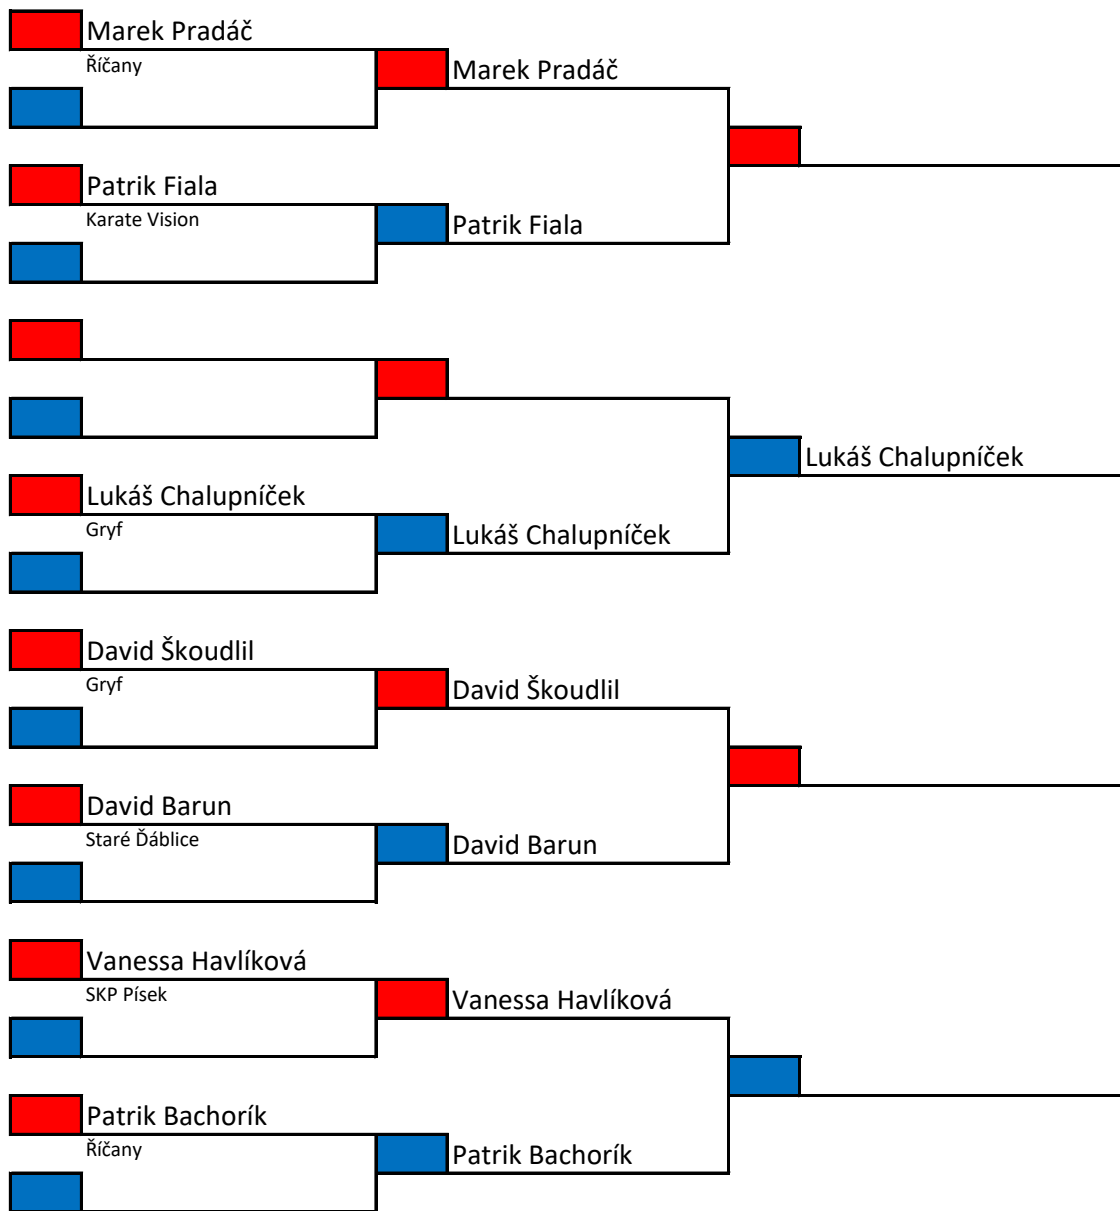 Marek Pradáč
Říčany
Marek Pradáč
Patrik Fiala
Karate Vision
Patrik Fiala
Lukáš Chalupníček
Lukáš Chalupníček
Gryf
Lukáš Chalupníček
David Škoudlil
Gryf
David Škoudlil
David Barun
Staré Ďáblice
David Barun
Vanessa Havlíková
SKP Písek
Vanessa Havlíková
Patrik Bachorík
Říčany
Patrik Bachorík